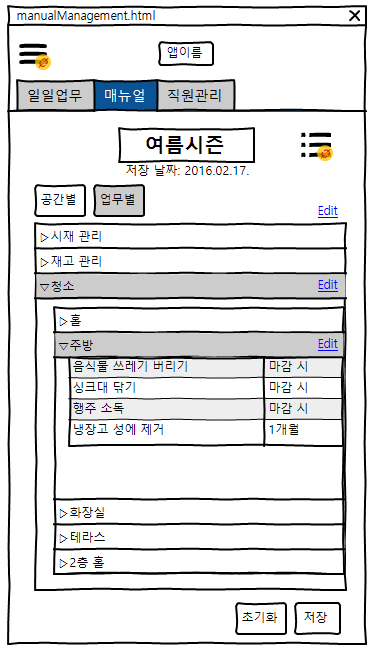 manualManagement.html
앱이름
일일업무 매뉴얼 직원관리
여름시즌
저장 날짜: 2016.02.17.
공간별 업무별
Edit
▷시재 관리
▷재고 관리
▽청소 Edit
▷홀
▽주방 Edit
음식물 쓰레기 버리기 마감 시
싱크대 닦기 마감 시
행주 소독 마감 시
냉장고 성에 제거 1개월
▷화장실
▷테라스
▷2층 홀
초기화 저장